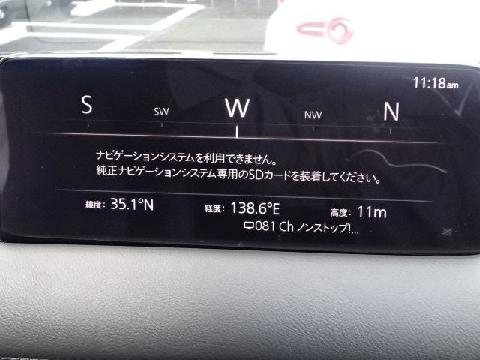 11:18am
S SW W NW N
ナビゲーションシステムを利用できません。
純正ナビゲーションシステム専用のSDカードを装着してください。
緯度: 35.1°N 経度: 138.6°E 高度: 11m
081 Ch ノンストップ!...